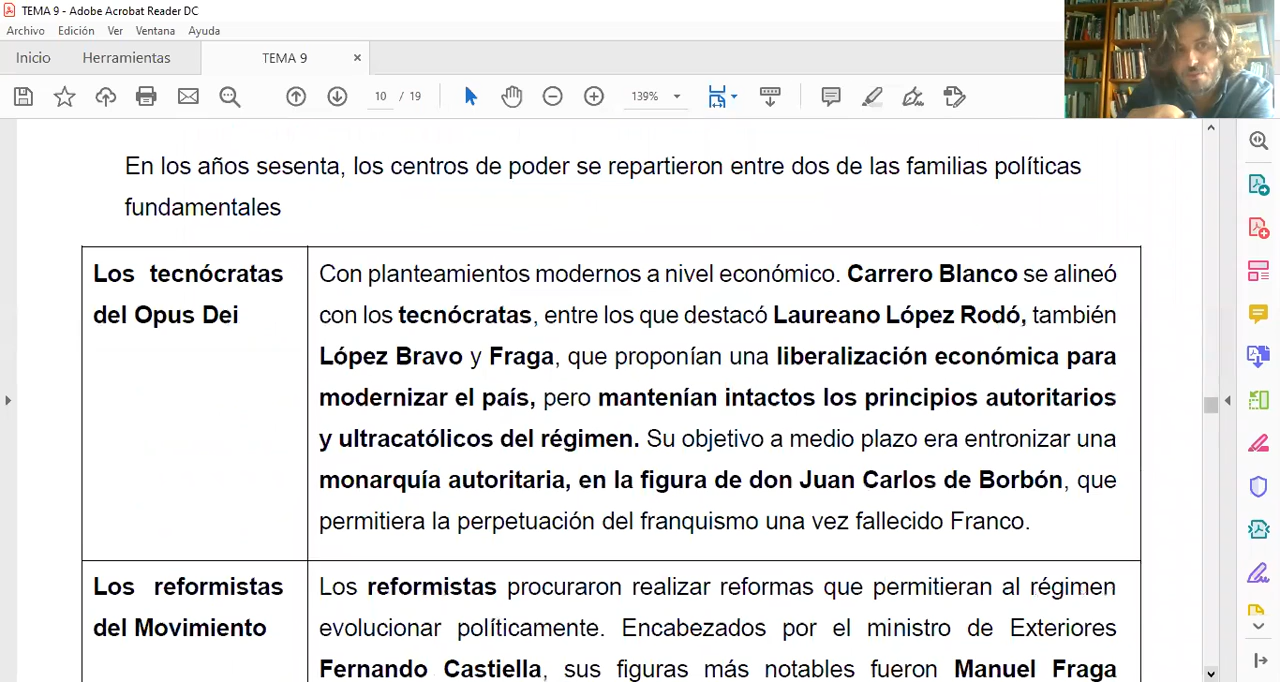 TEMA 9 - Adobe Acrobat Reader DC
Archivo Edición Ver Ventana Ayuda
Inicio Herramientas TEMA 9 ×
10 / 19 139%
En los años sesenta, los centros de poder se repartieron entre dos de las familias políticas
fundamentales
Los tecnócratas
del Opus Dei
Con planteamientos modernos a nivel económico. Carrero Blanco se alineó
con los tecnócratas, entre los que destacó Laureano López Rodó, también
López Bravo y Fraga, que proponían una liberalización económica para
modernizar el país, pero mantenían intactos los principios autoritarios
y ultracatólicos del régimen. Su objetivo a medio plazo era entronizar una
monarquía autoritaria, en la figura de don Juan Carlos de Borbón, que
permitiera la perpetuación del franquismo una vez fallecido Franco.
Los reformistas
del Movimiento
Los reformistas procuraron realizar reformas que permitieran al régimen
evolucionar políticamente. Encabezados por el ministro de Exteriores
Fernando Castiella, sus figuras más notables fueron Manuel Fraga